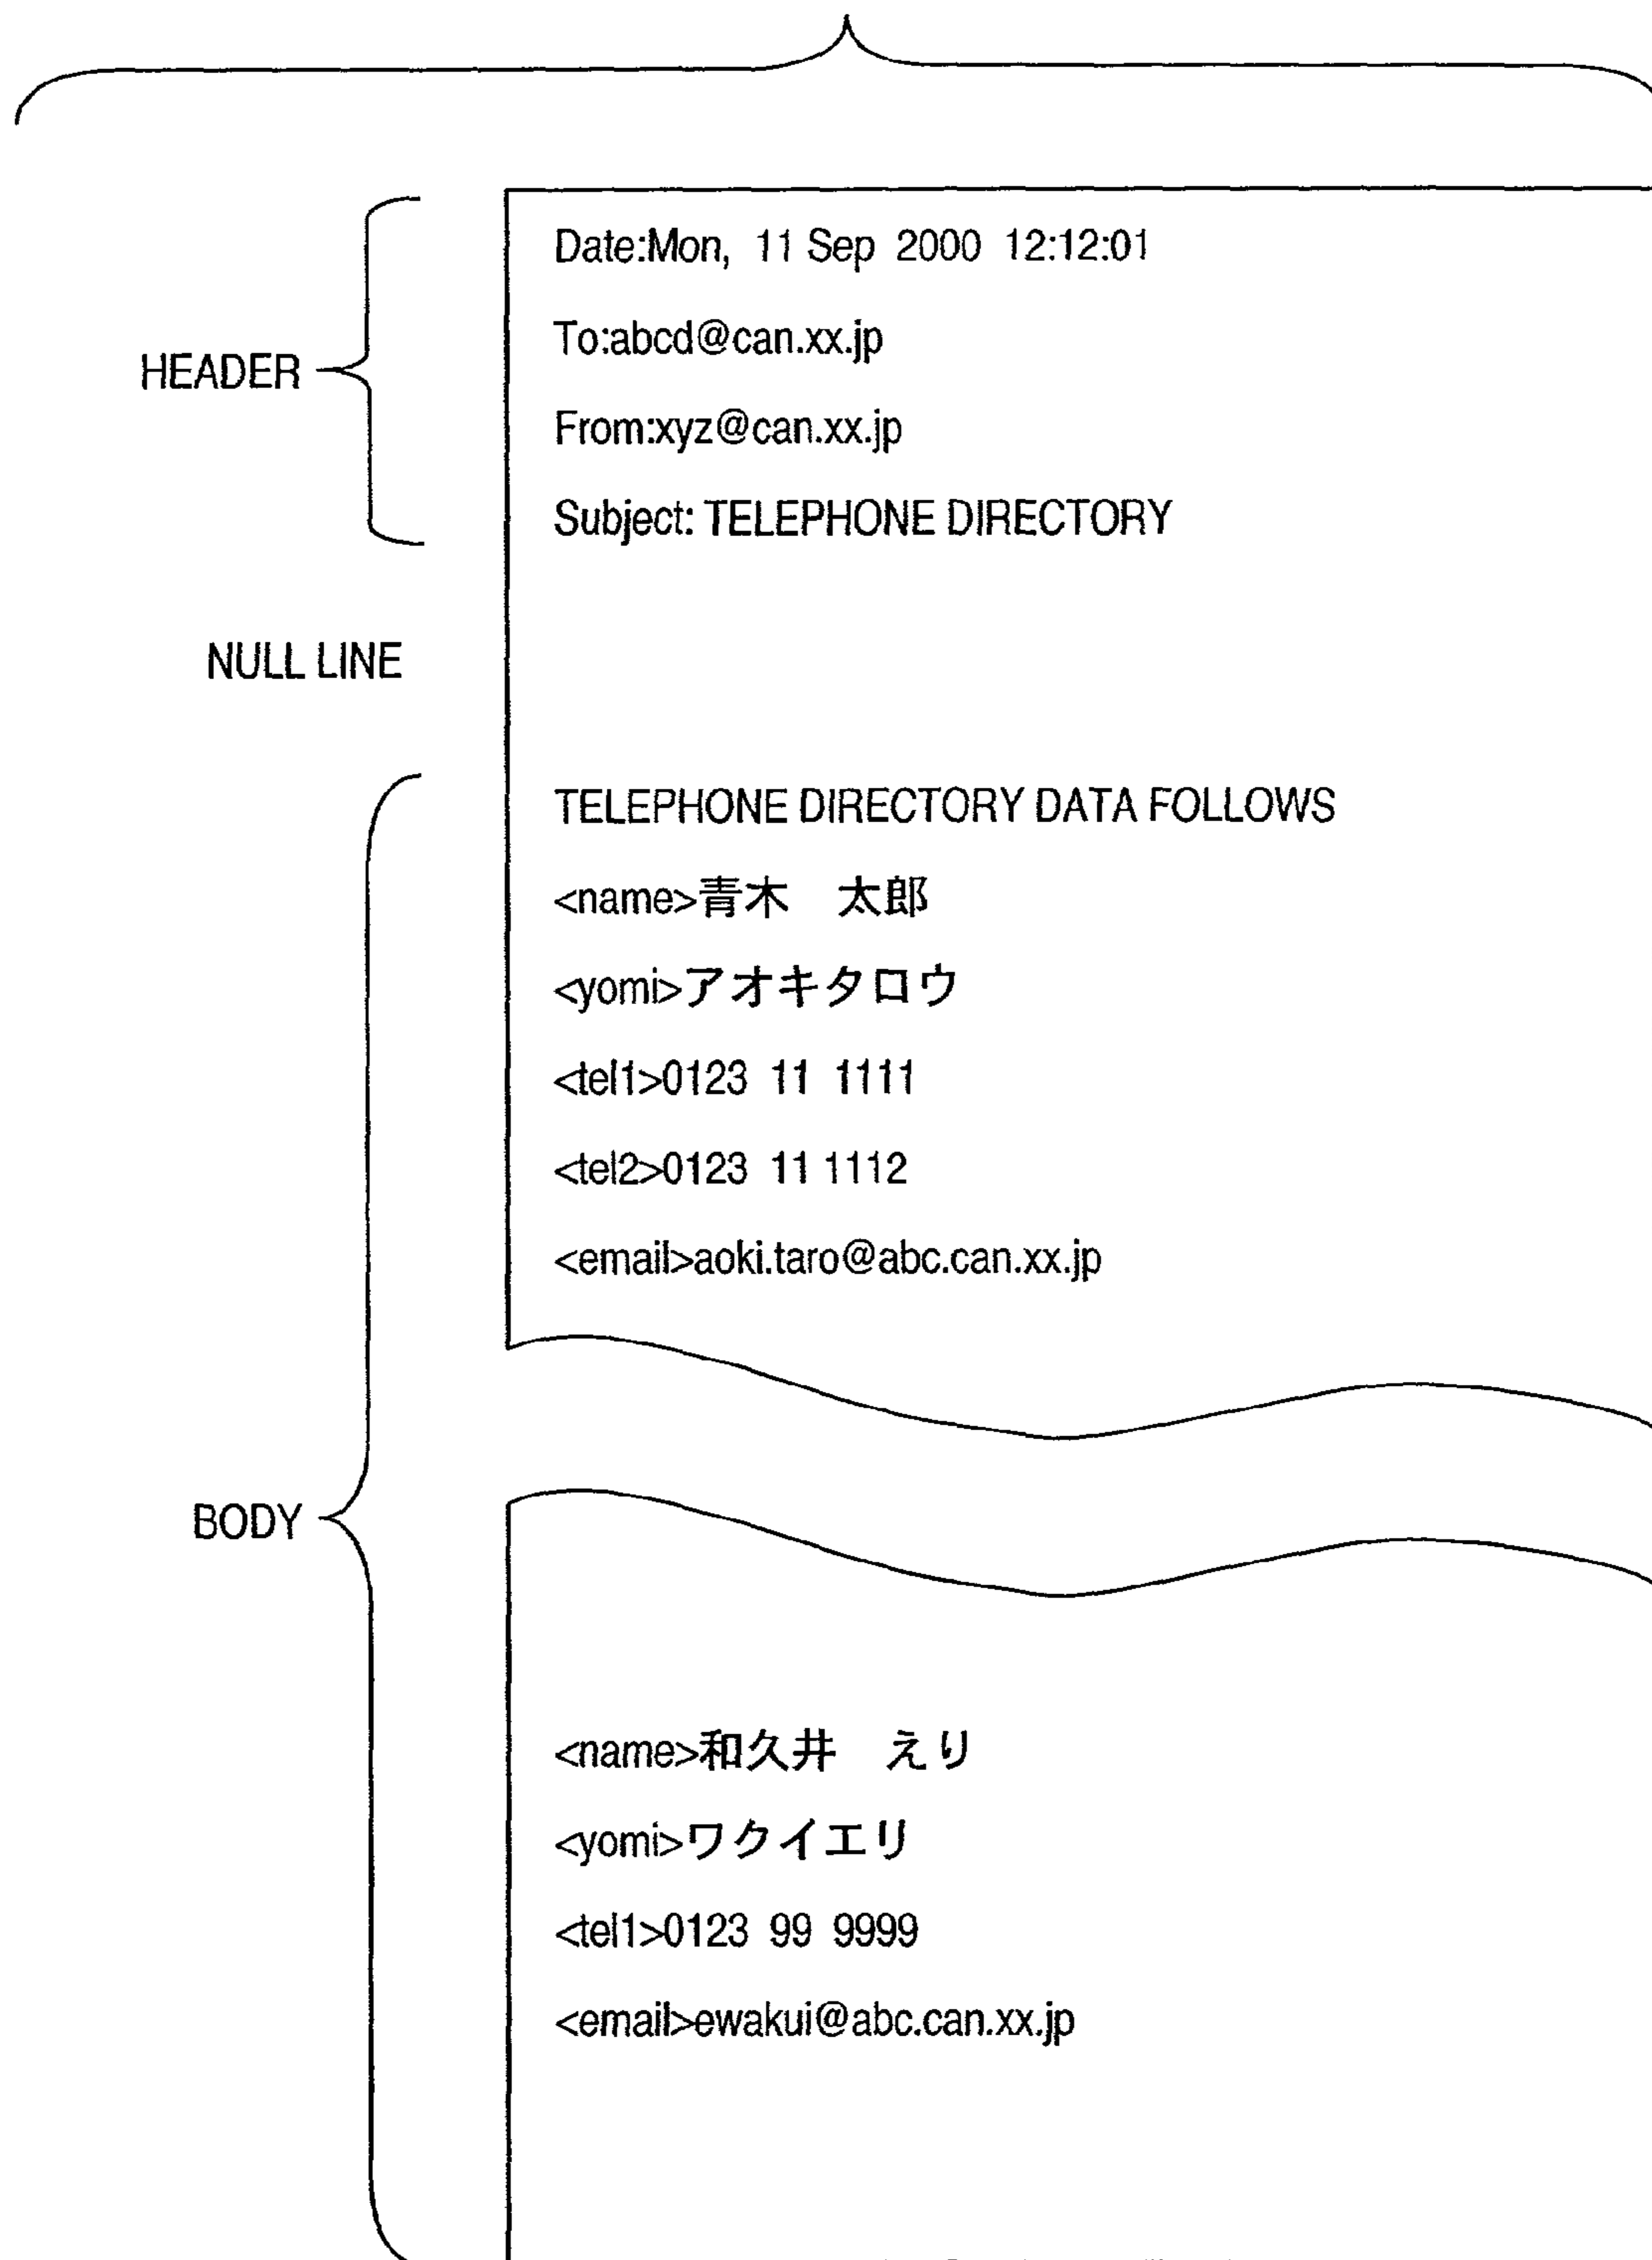 Date:Mon, 11 Sep 2000 12:12:01
To:abcd@can.xx.jp
HEADER
From:xyz@can.xx.jp
Subject: TELEPHONE DIRECTORY
NULL LINE
TELEPHONE DIRECTORY DATA FOLLOWS
<name>青木　太郎
<yomi>アオキタロウ
<tel1>0123 11 1111
<tel2>0123 11 1112
<email>aoki.taro@abc.can.xx.jp
BODY
<name>和久井　えり
<yomi>ワクイエリ
<tel1>0123 99 9999
<email>ewakui@abc.can.xx.jp